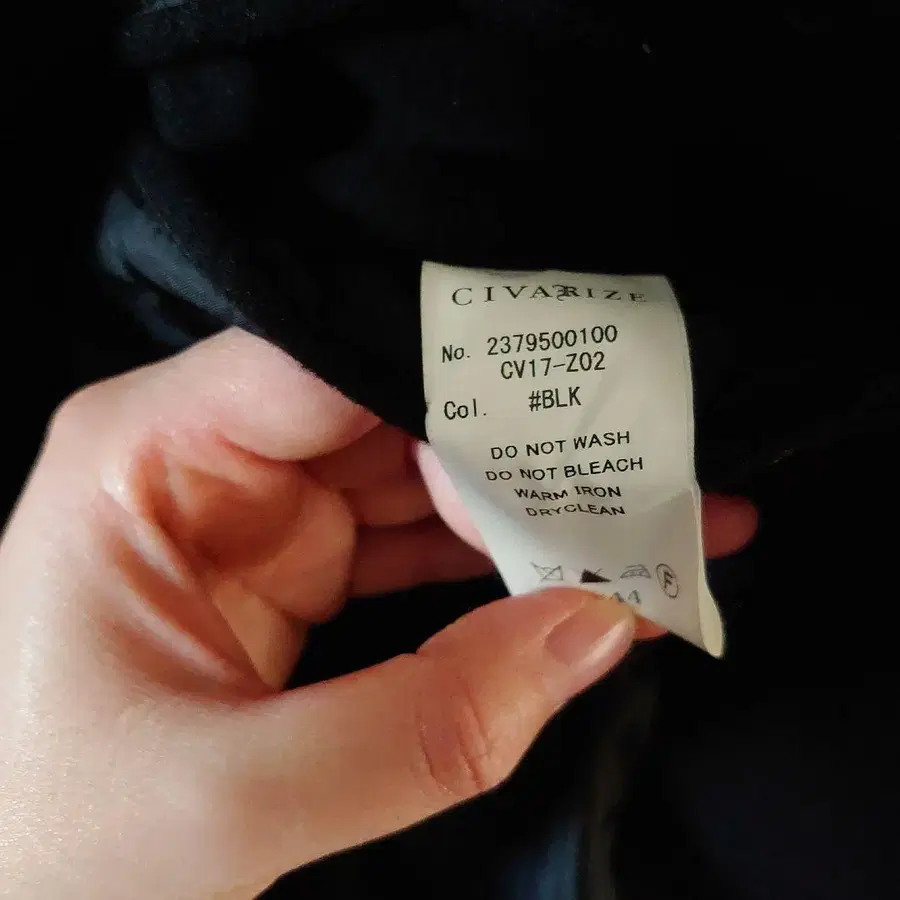 CIVARIZE
No. 2379500100
CV17-Z02
Col. #BLK
DO NOT WASH
DO NOT BLEACH
WARM IRON
DRYCLEAN
F